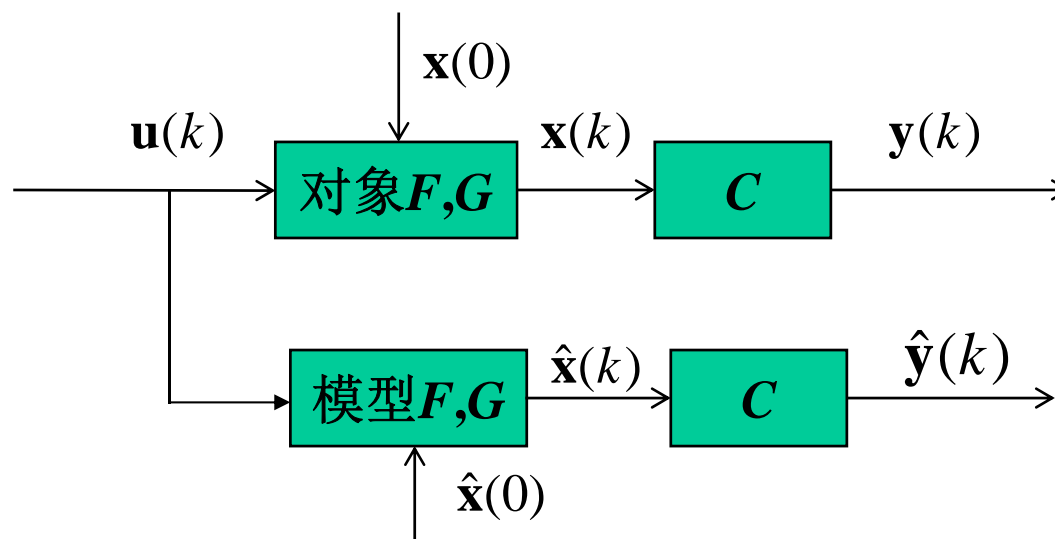 x(0)
u(k)
x(k)
y(k)
对象F,G
C
x̂(k)
ŷ(k)
模型F,G
C
x̂(0)